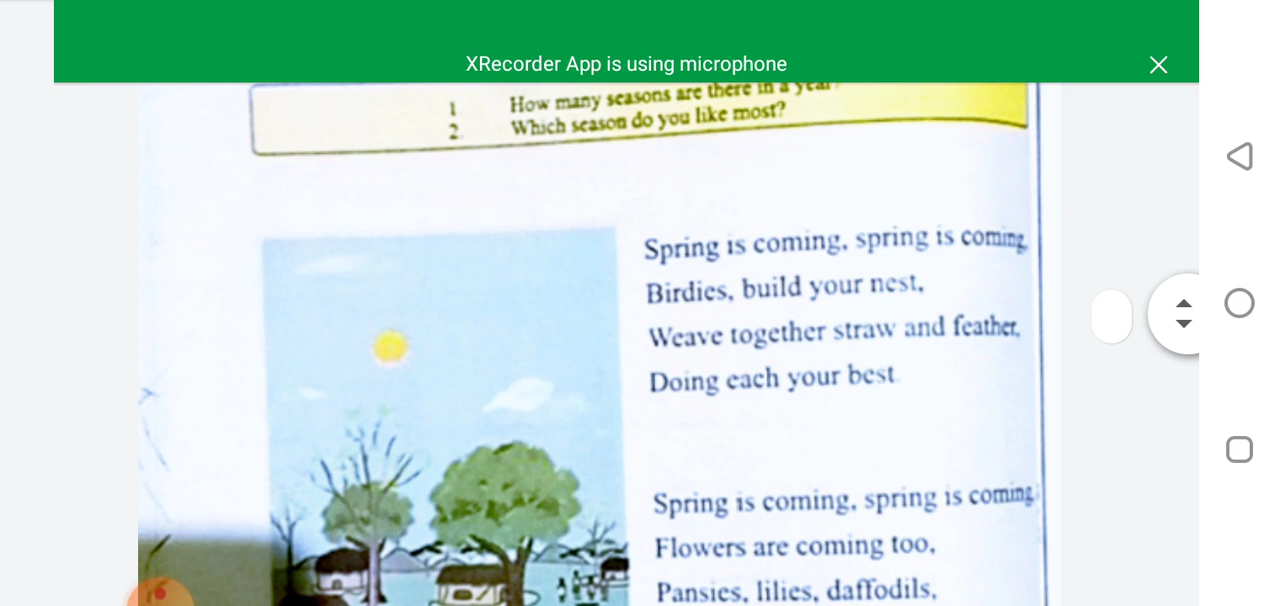 XRecorder App is using microphone
1 How many seasons are there in a year?
2. Which season do you like most?
Spring is coming, spring is coming,
Birdies, build your nest,
Weave together straw and feather,
Doing each your best.
Spring is coming, spring is coming,
Flowers are coming too,
Pansies, lilies, daffodils,